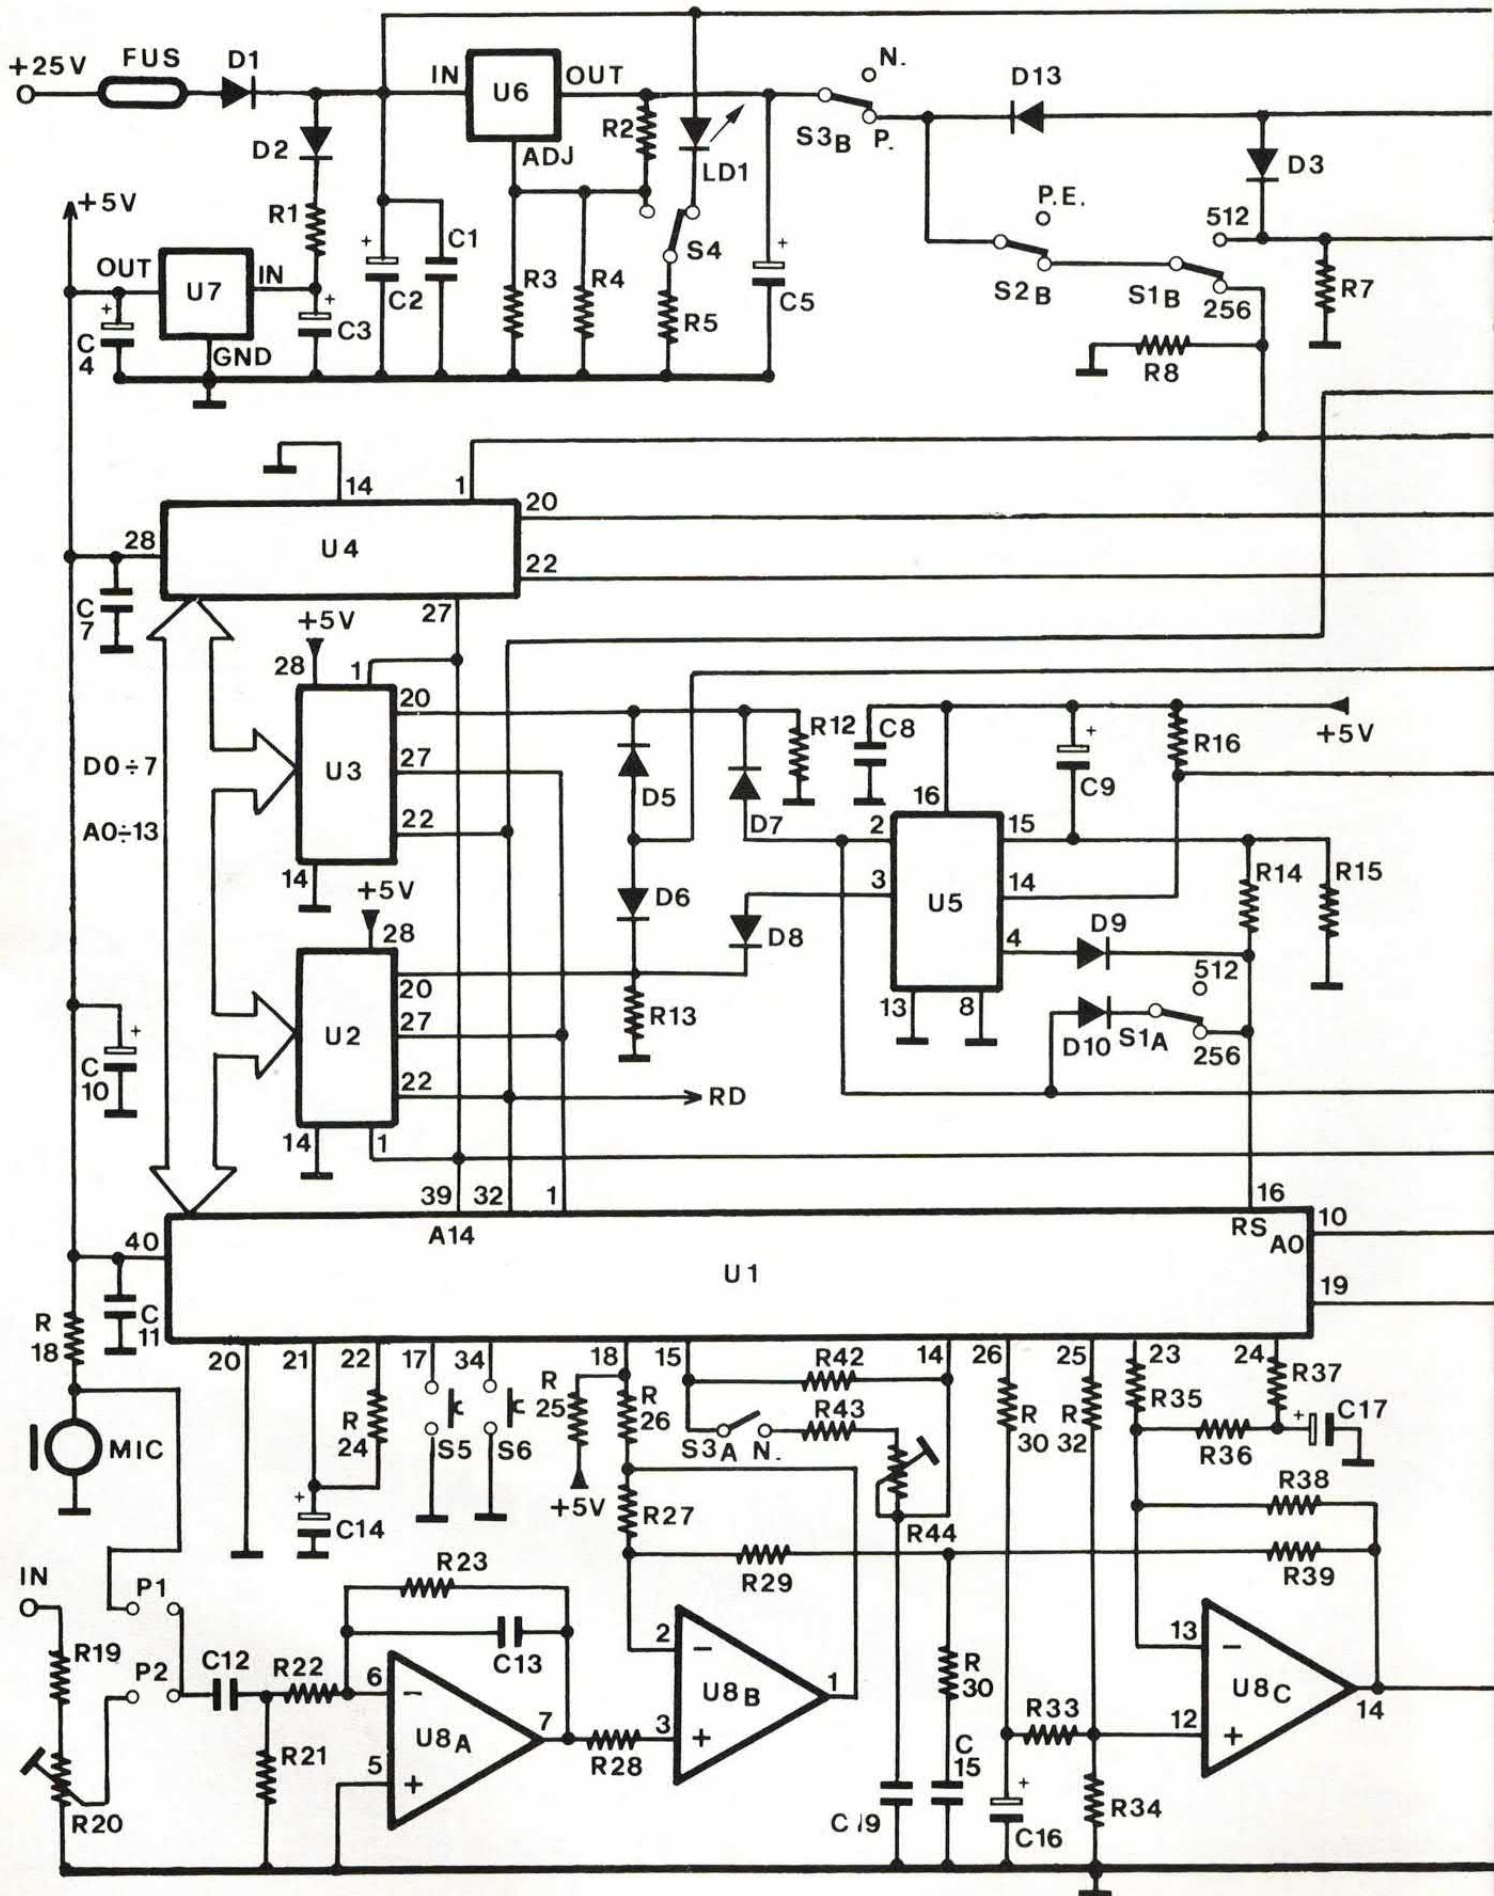 +25V FUS D1 IN U6 OUT N. D13
D2 ADJ R2 LD1 S3B P. D3
+5V R1 C1 P.E. 512
OUT U7 IN C2 R3 R4 S4 C5 S2B S1B 256 R7
C4 GND C3 R5 R8
+ + + +
14 1 20
28 U4 22
C7 27
+5V
28 1 20 R12 C8 R16 +5V
D0÷7 U3 27 D5 D7 16 C9 +
A0÷13 22 2 15
14 +5V D6 3 U5 14 R14 R15
28 D8 4 D9 512
20 R13 13 8 D10 S1A 256
+ C10 U2 27
22 RD
14 1
39 32 1 16
40 A14 RS A0 10
U1 19
R18 C11
20 21 22 17 34 18 15 14 26 25 23 24
R24 S5 S6 R25 R26 R42 R30 R32 R35 R37
MIC S3A N. R43 R36 + C17
+ C14 +5V R27 R44 R38
IN P1 R23 R29 R39
R19 P2 C12 R22 C13 2 − U8B 1 R30 13 − U8C 14
6 − U8A 7 R28 3 + R33 12 +
R20 R21 5 + C19 C15 + C16 R34